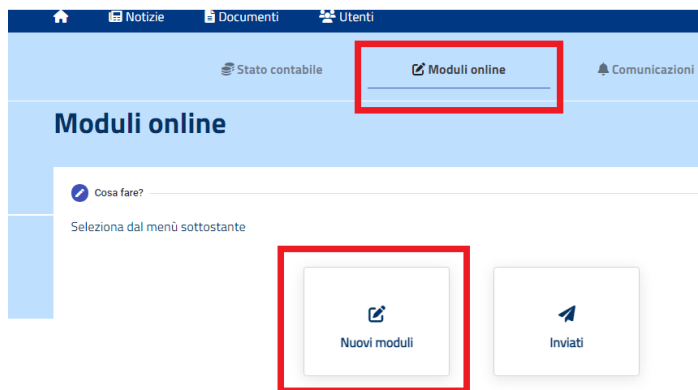 Notizie Documenti Utenti
Stato contabile Moduli online Comunicazioni
Moduli online
Cosa fare?
Seleziona dal menù sottostante
Nuovi moduli Inviati